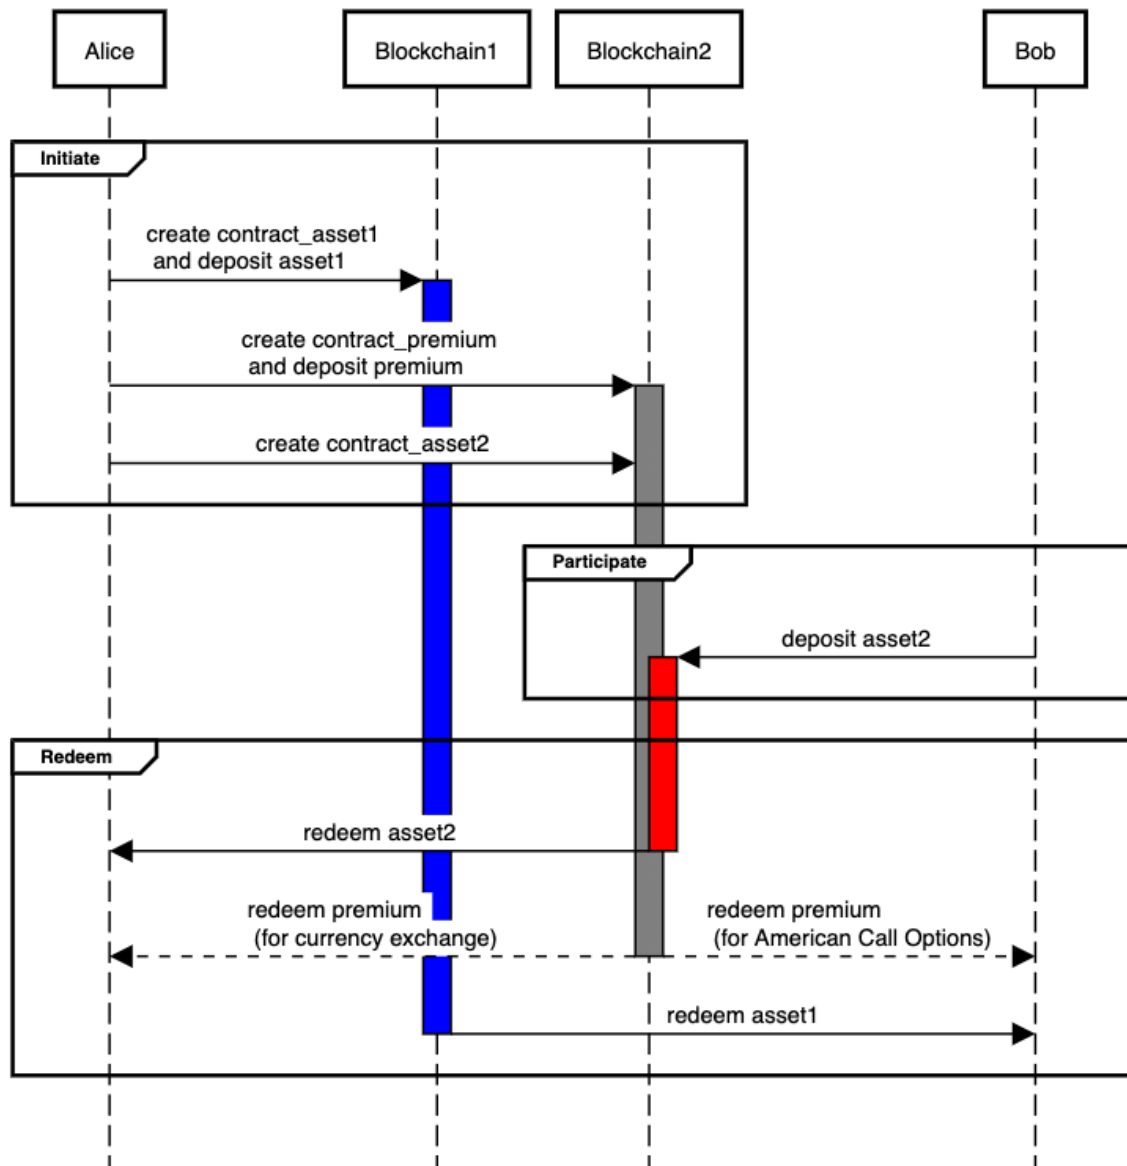 Alice
Blockchain1
Blockchain2
Bob
Initiate
create contract_asset1
and deposit asset1
create contract_premium
and deposit premium
create contract_asset2
Participate
deposit asset2
Redeem
redeem asset2
redeem premium
(for currency exchange)
redeem premium
(for American Call Options)
redeem asset1